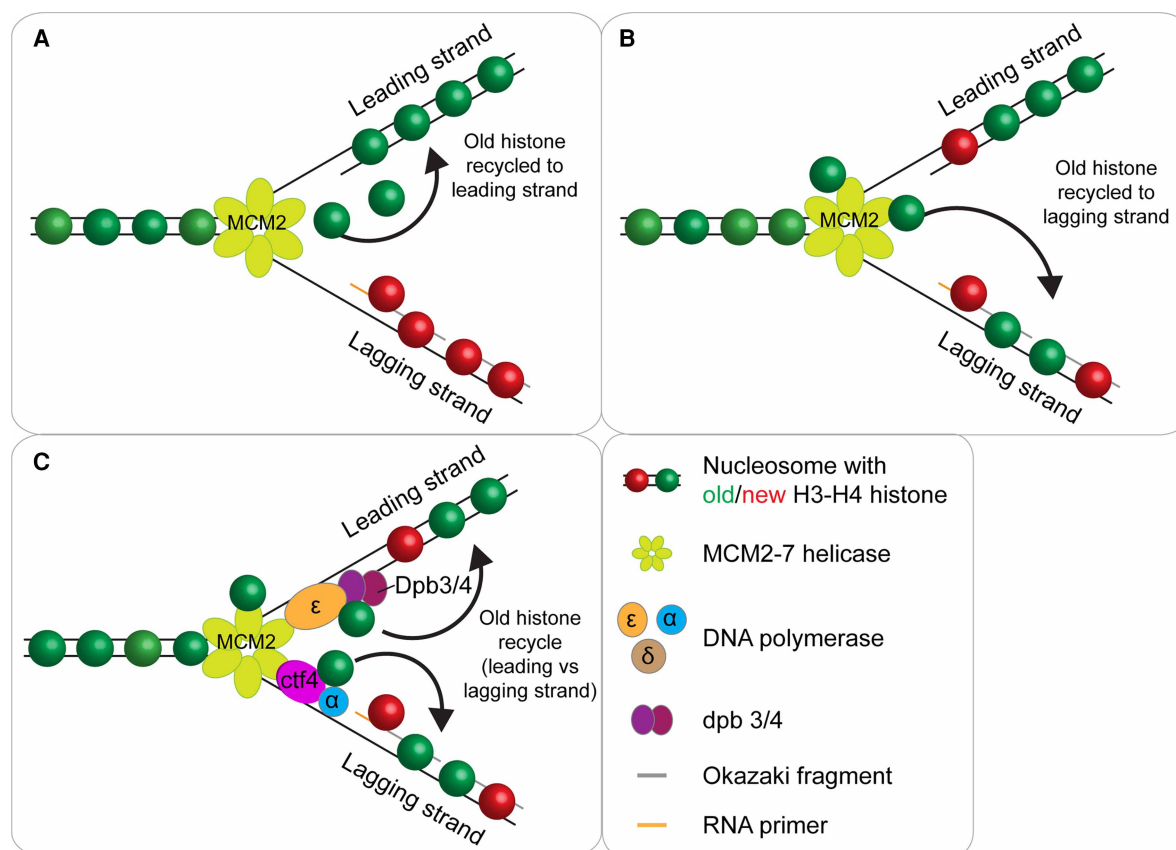 A
Leading strand
Old histone
recycled to
leading strand
MCM2
Lagging strand
B
Leading strand
Old histone
recycled to
lagging strand
MCM2
Lagging strand
C
Leading strand
Dpb3/4
ε
MCM2
Old histone
recycle
(leading vs
lagging strand)
ctf4
α
Lagging strand
Nucleosome with
old/new H3-H4 histone
MCM2-7 helicase
ε α
δ
DNA polymerase
dpb 3/4
Okazaki fragment
RNA primer